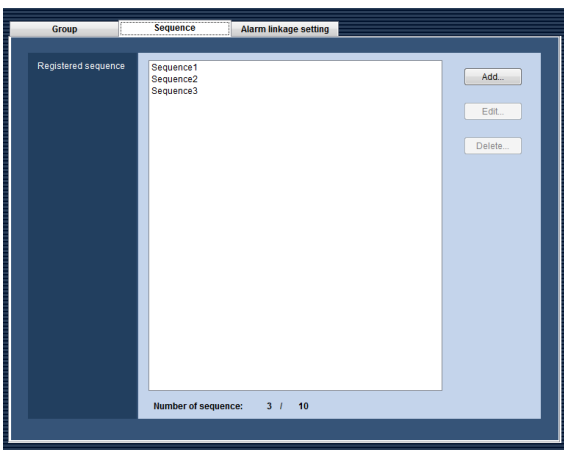 Group Sequence Alarm linkage setting
Registered sequence
Sequence1
Sequence2
Sequence3
Add...
Edit...
Delete...
Number of sequence: 3 / 10